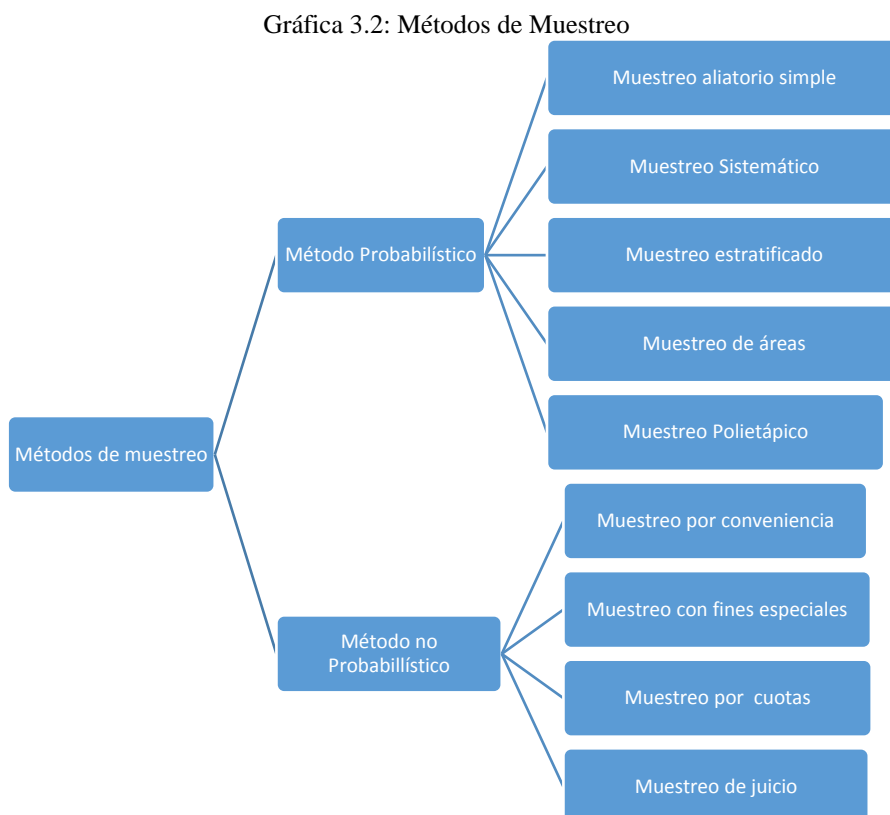 Gráfica 3.2: Métodos de Muestreo
Muestreo aliatorio simple
Muestreo Sistemático
Método Probabilístico
Muestreo estratificado
Muestreo de áreas
Muestreo Polietápico
Métodos de muestreo
Muestreo por conveniencia
Muestreo con fines especiales
Método no
Probabillístico
Muestreo por cuotas
Muestreo de juicio